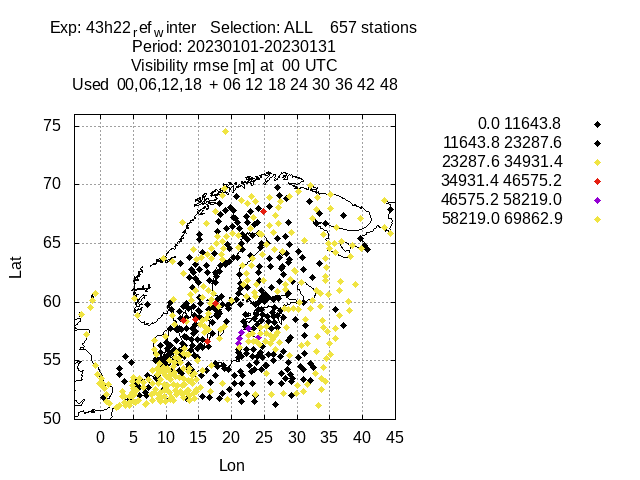 Exp: 43h22refwinter Selection: ALL 657 stations
Period: 20230101-20230131
Visibility rmse [m] at 00 UTC
Used 00,06,12,18 + 06 12 18 24 30 36 42 48
0.0 11643.8
11643.8 23287.6
23287.6 34931.4
34931.4 46575.2
46575.2 58219.0
58219.0 69862.9
75
70
65
60
55
50
Lat
0 5 10 15 20 25 30 35 40 45
Lon